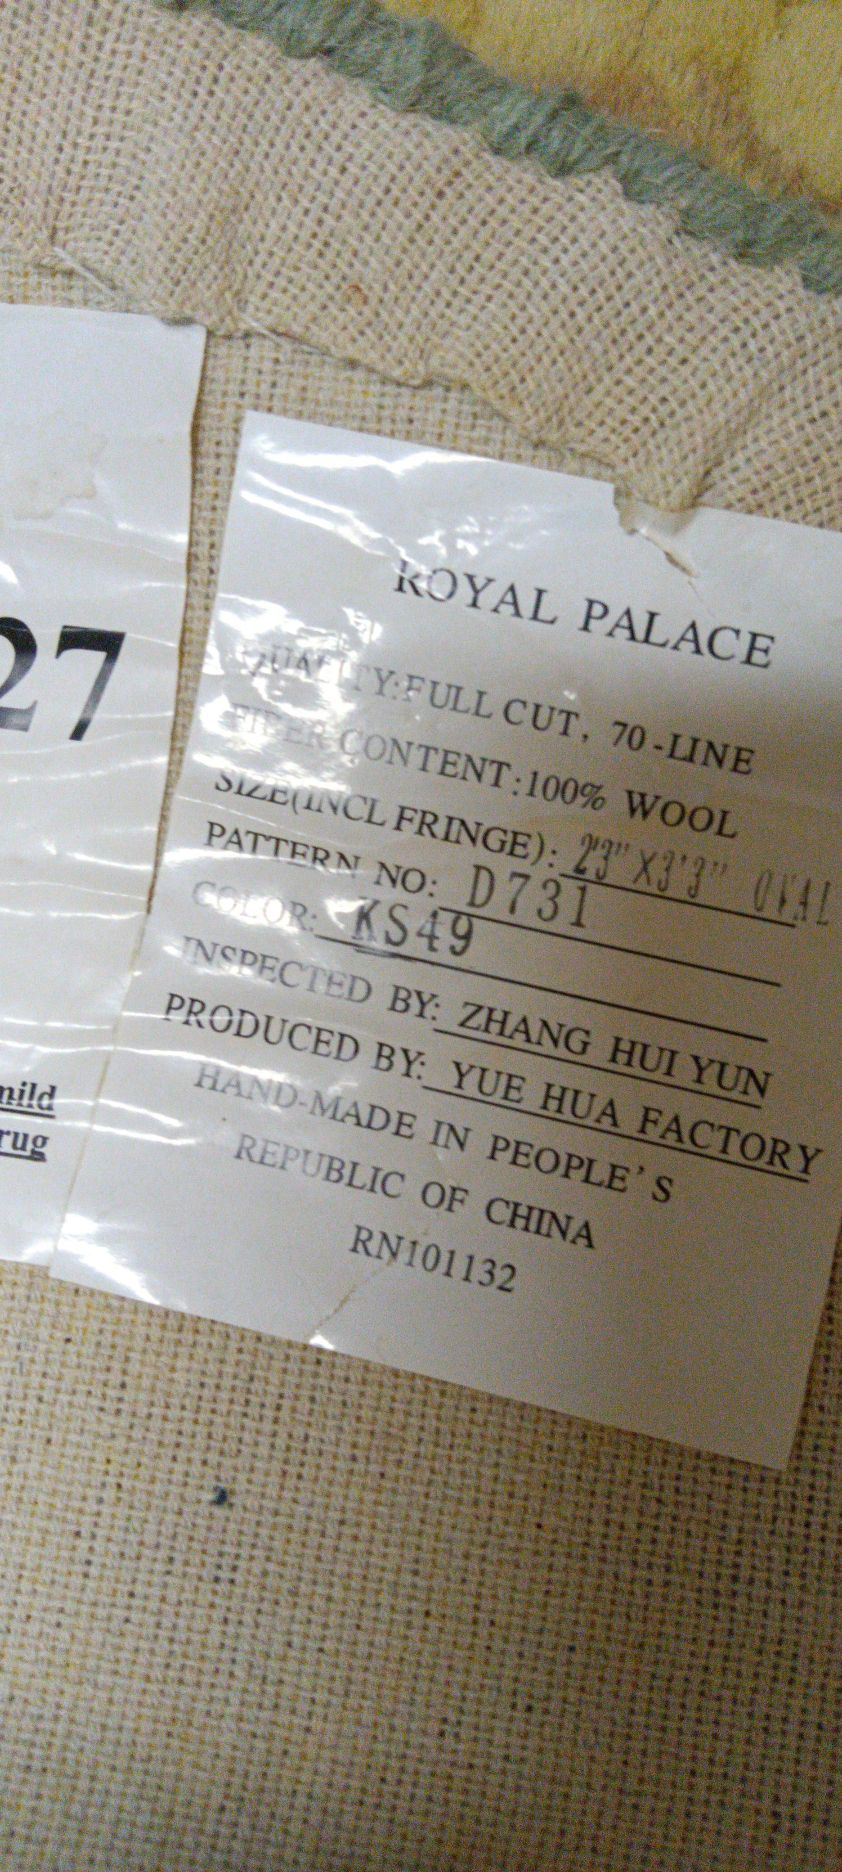 27
mild
rug
ROYAL PALACE
QUALITY:FULL CUT, 70-LINE
FIBER CONTENT:100% WOOL
SIZE(INCL FRINGE): 2'3" X3'3" OVAL
PATTERN NO: D731
COLOR: KS49
INSPECTED BY: ZHANG HUI YUN
PRODUCED BY: YUE HUA FACTORY
HAND-MADE IN PEOPLE'S
REPUBLIC OF CHINA
RN101132